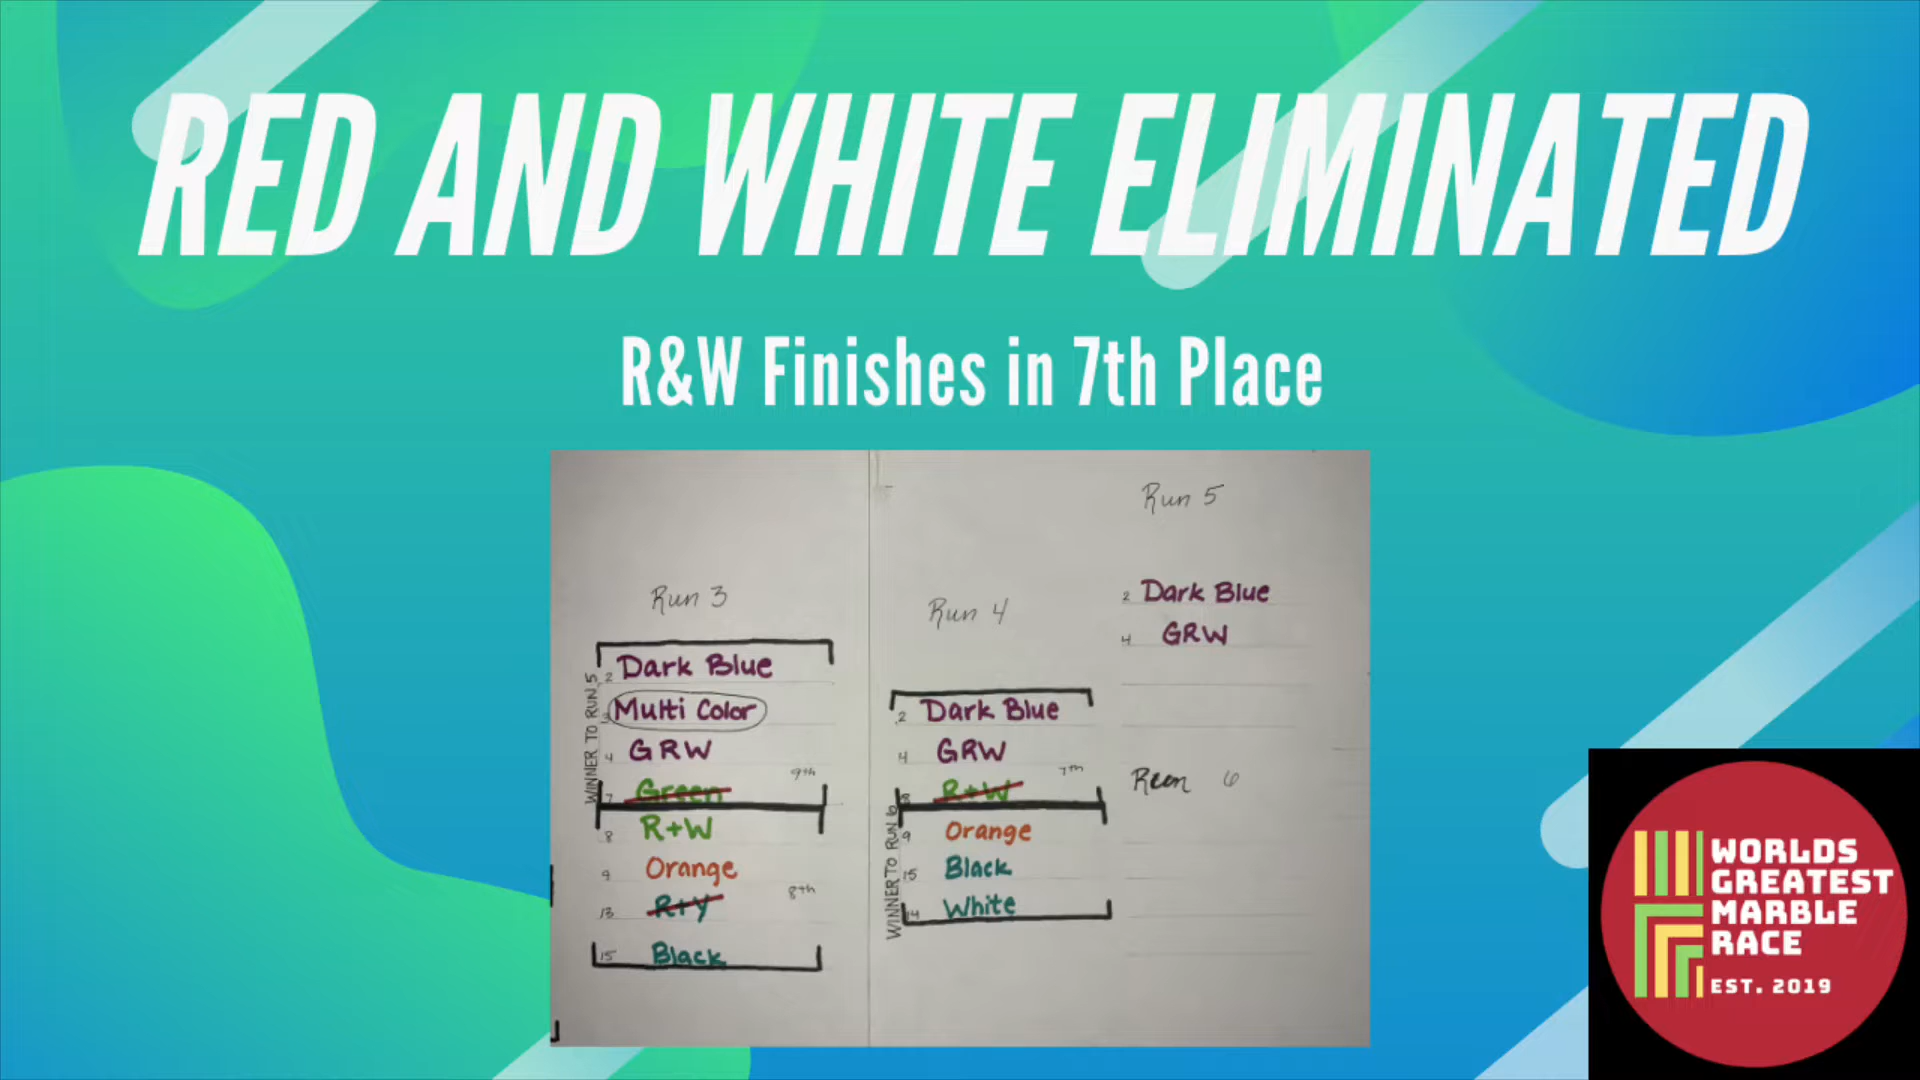 RED AND WHITE ELIMINATED
R&W Finishes in 7th Place
Run 3
WINNER TO RUN 5
2 Dark Blue
Multi Color
4 GRW
9th
7 Green
8 R+W
9 Orange
8th
13 R+Y
15 Black
Run 4
2 Dark Blue
4 GRW
7th
8 R+W
WINNER TO RUN 6
9 Orange
15 Black
14 White
Run 5
2 Dark Blue
4 GRW
Run 6
WORLDS
GREATEST
MARBLE
RACE
EST. 2019